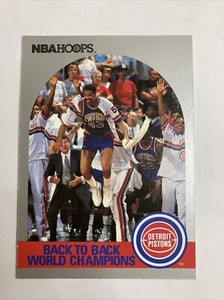 NBA HOOPS
DETROIT
PISTONS
BACK TO BACK
WORLD CHAMPIONS